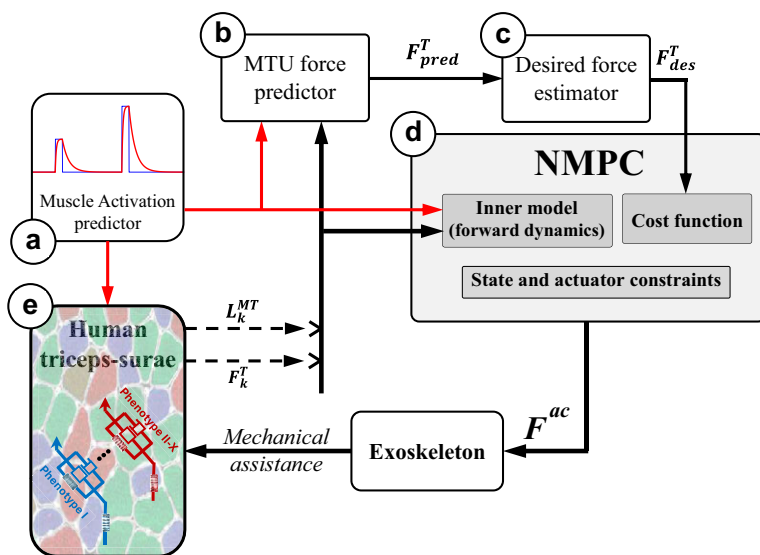 b
MTU force
predictor
F^T_pred
c
Desired force
estimator
F^T_des
Muscle Activation
predictor
a
d
NMPC
Inner model
(forward dynamics)
Cost function
State and actuator constraints
e
Human
triceps-surae
L^MT_k
F^T_k
Phenotype II-X
Phenotype I
Mechanical
assistance
Exoskeleton
F^ac